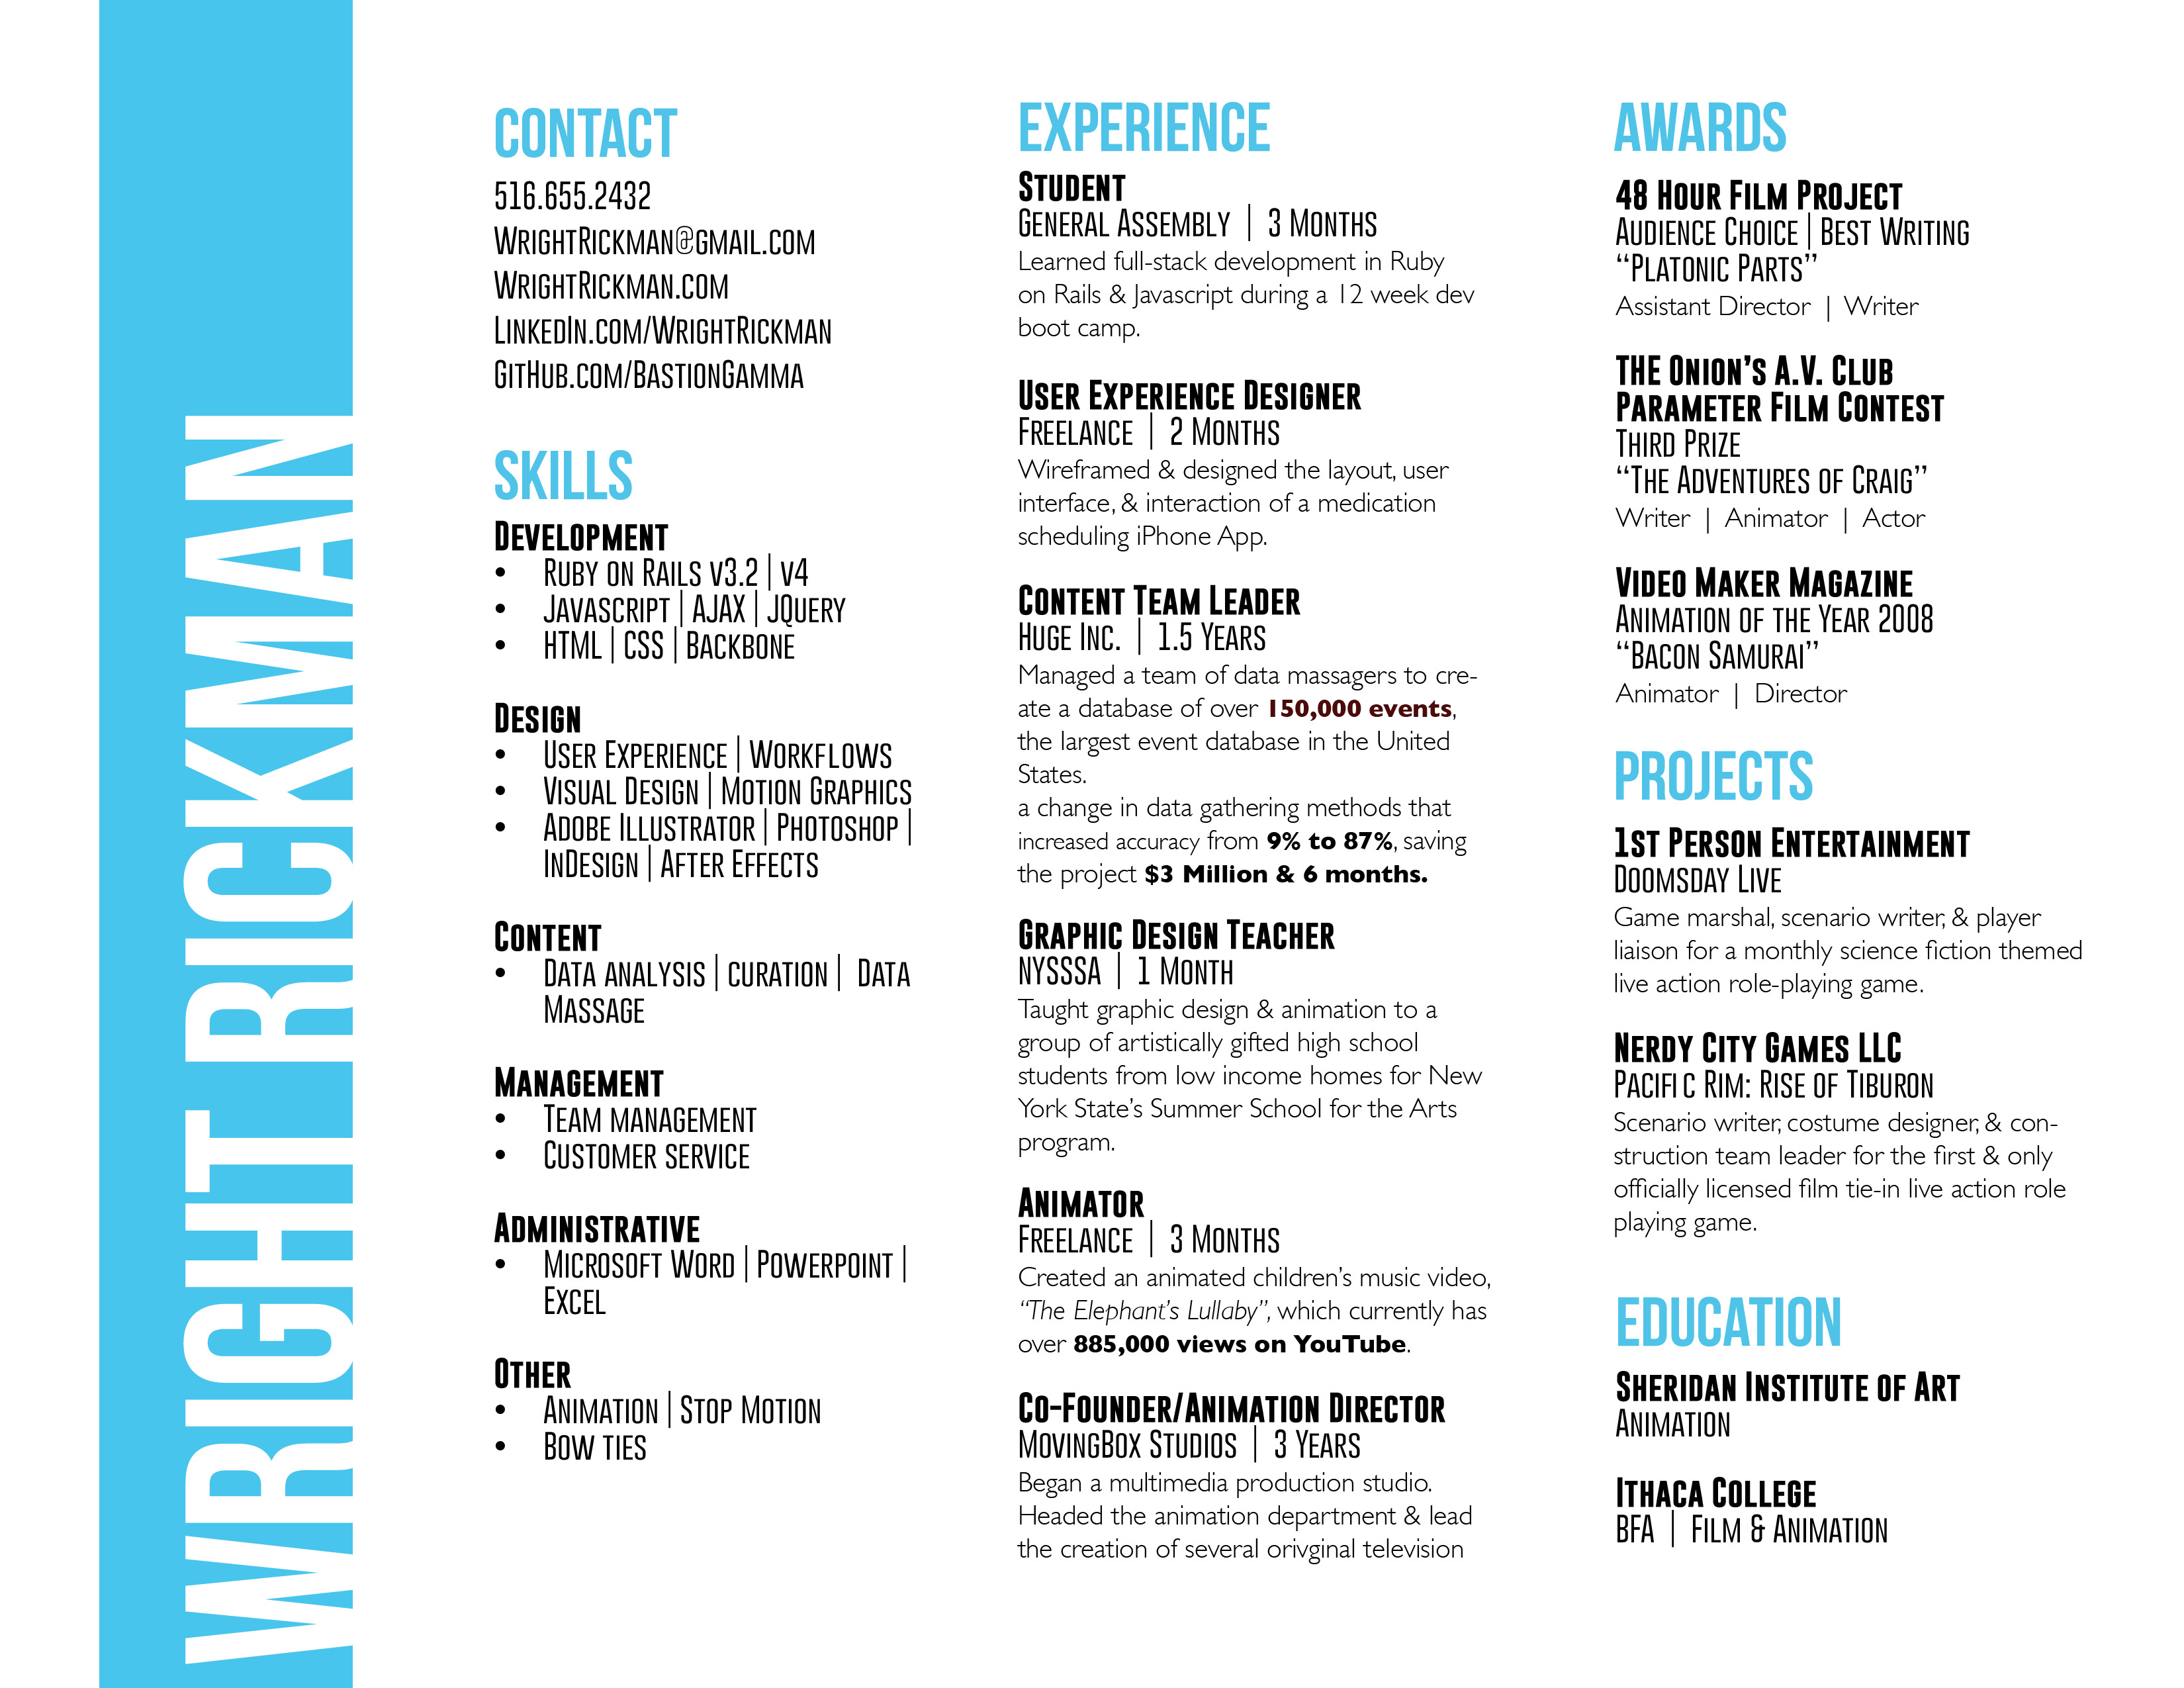 WRIGHT RICKMAN
CONTACT
516.655.2432
WrightRickman@gmail.com
WrightRickman.com
LinkedIn.com/WrightRickman
GitHub.com/BastionGamma
SKILLS
Development
• Ruby on Rails v3.2 | v4
• Javascript | AJAX | jQuery
• HTML | CSS | Backbone
Design
• User Experience | Workflows
• Visual Design | Motion Graphics
• Adobe Illustrator | Photoshop |
InDesign | After Effects
Content
• Data analysis | curation | Data
Massage
Management
• Team management
• Customer service
Administrative
• Microsoft Word | Powerpoint |
Excel
Other
• Animation | Stop Motion
• Bow ties
EXPERIENCE
Student
General Assembly | 3 Months
Learned full-stack development in Ruby
on Rails & Javascript during a 12 week dev
boot camp.
User Experience Designer
Freelance | 2 Months
Wireframed & designed the layout, user
interface, & interaction of a medication
scheduling iPhone App.
Content Team Leader
Huge Inc. | 1.5 Years
Managed a team of data massagers to cre-
ate a database of over 150,000 events,
the largest event database in the United
States.
a change in data gathering methods that
increased accuracy from 9% to 87%, saving
the project $3 Million & 6 months.
Graphic Design Teacher
NYSSSA | 1 Month
Taught graphic design & animation to a
group of artistically gifted high school
students from low income homes for New
York State's Summer School for the Arts
program.
Animator
Freelance | 3 Months
Created an animated children's music video,
"The Elephant's Lullaby", which currently has
over 885,000 views on YouTube.
Co-Founder/Animation Director
MovingBox Studios | 3 Years
Began a multimedia production studio.
Headed the animation department & lead
the creation of several orivginal television
AWARDS
48 Hour Film Project
Audience Choice | Best Writing
“Platonic Parts”
Assistant Director | Writer
THE Onion’s A.V. Club
Parameter Film Contest
Third Prize
“The Adventures of Craig”
Writer | Animator | Actor
Video Maker Magazine
Animation of the Year 2008
“Bacon Samurai”
Animator | Director
PROJECTS
1st Person Entertainment
Doomsday Live
Game marshal, scenario writer, & player
liaison for a monthly science fiction themed
live action role-playing game.
Nerdy City Games LLC
Pacifi c Rim: Rise of Tiburon
Scenario writer, costume designer, & con-
struction team leader for the first & only
officially licensed film tie-in live action role
playing game.
EDUCATION
Sheridan Institute of Art
Animation
Ithaca College
BFA | Film & Animation